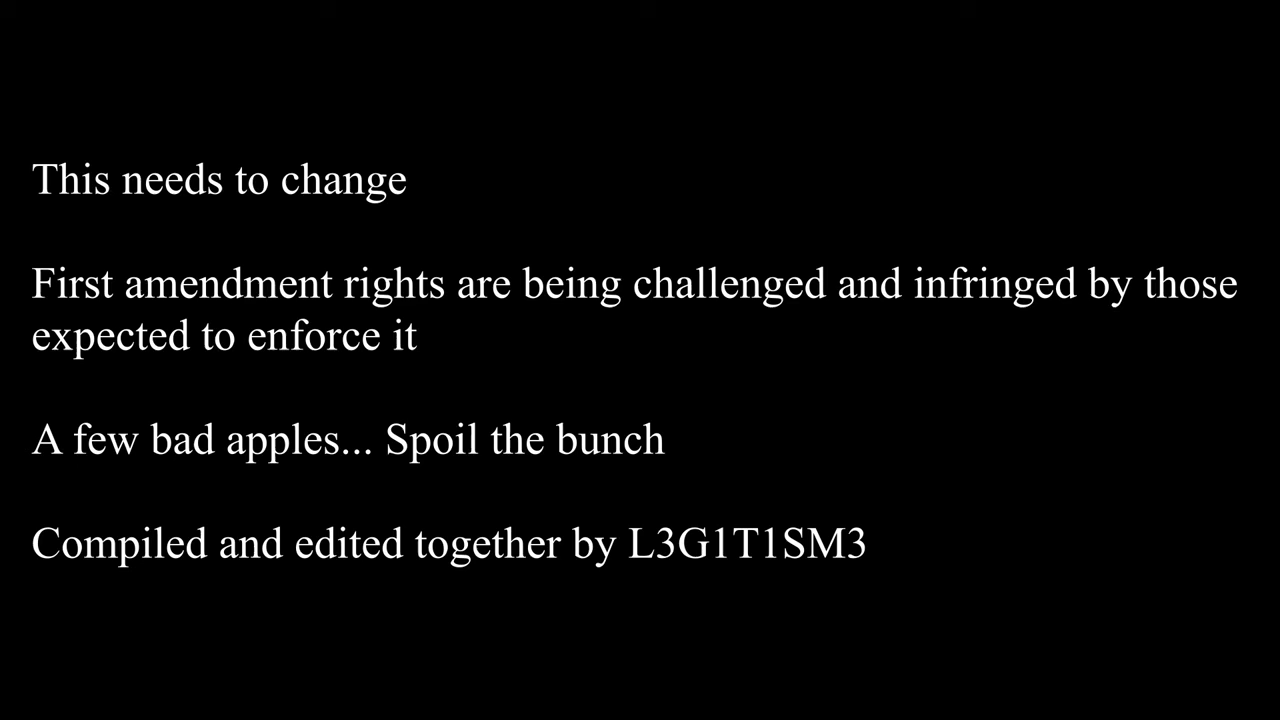 This needs to change
First amendment rights are being challenged and infringed by those
expected to enforce it
A few bad apples... Spoil the bunch
Compiled and edited together by L3G1T1SM3